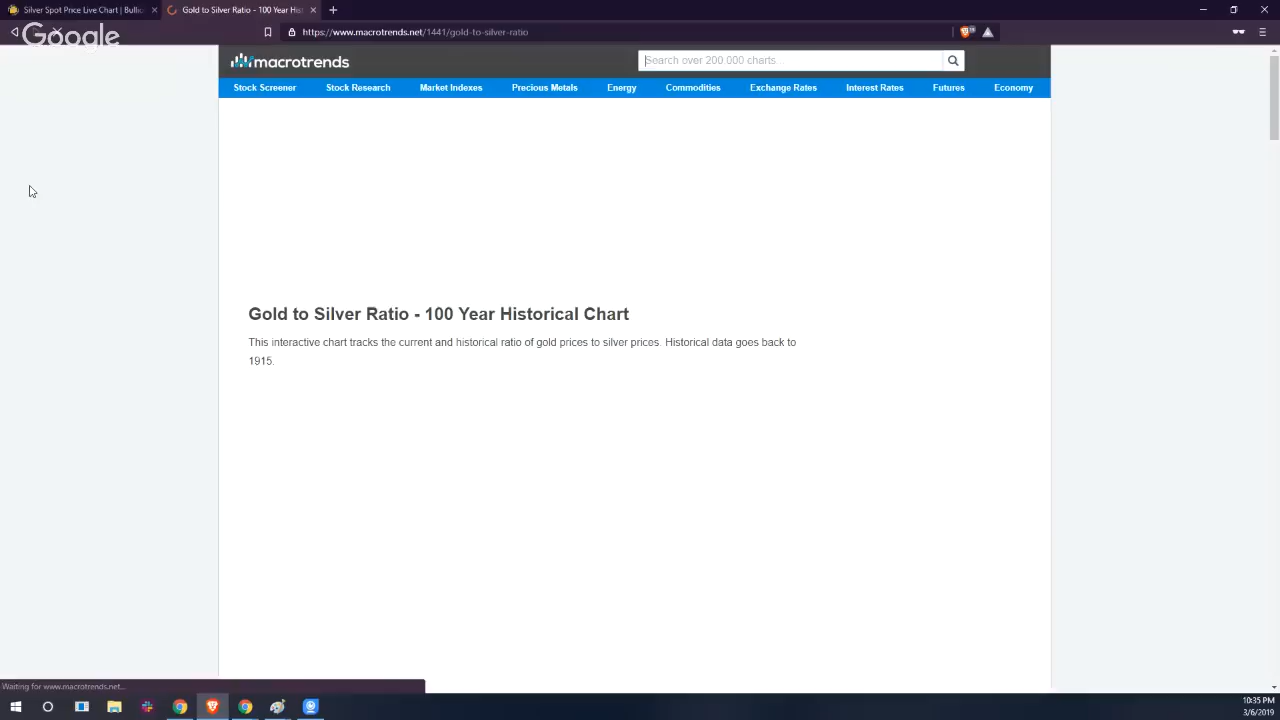 Silver Spot Price Live Chart | Bullio
Gold to Silver Ratio - 100 Year His
Google
https://www.macrotrends.net/1441/gold-to-silver-ratio
macrotrends
Search over 200 000 charts...
Stock Screener Stock Research Market Indexes Precious Metals Energy Commodities Exchange Rates Interest Rates Futures Economy
Gold to Silver Ratio - 100 Year Historical Chart
This interactive chart tracks the current and historical ratio of gold prices to silver prices. Historical data goes back to
1915.
Waiting for www.macrotrends.net...
10:35 PM
3/6/2019